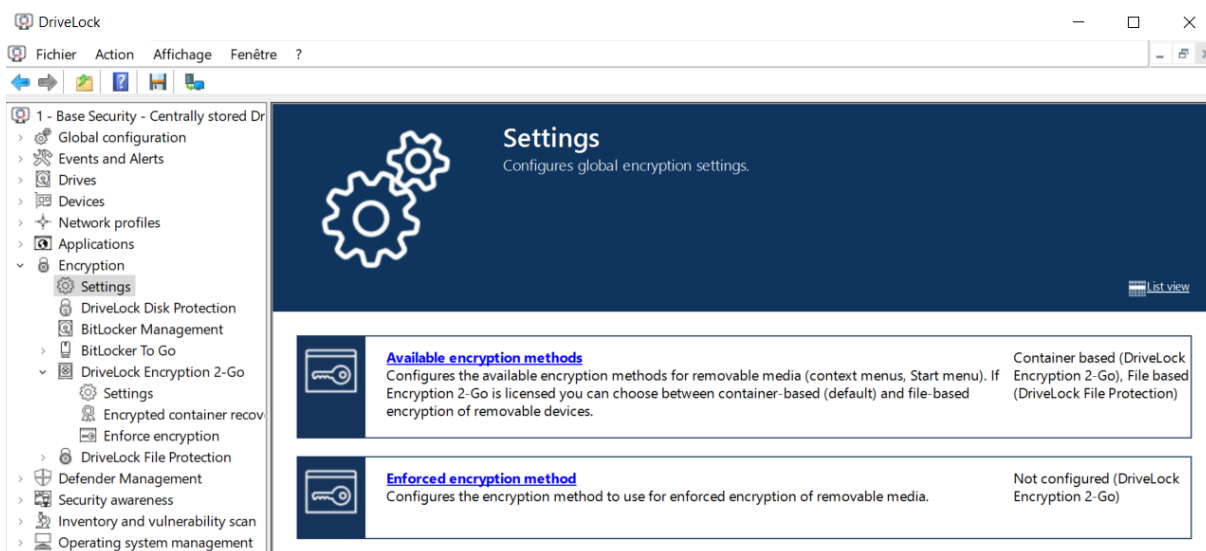 DriveLock
Fichier Action Affichage Fenêtre ?
1 - Base Security - Centrally stored Dr
Global configuration
Events and Alerts
Drives
Devices
Network profiles
Applications
Encryption
Settings
DriveLock Disk Protection
BitLocker Management
BitLocker To Go
DriveLock Encryption 2-Go
Settings
Encrypted container recov
Enforce encryption
DriveLock File Protection
Defender Management
Security awareness
Inventory and vulnerability scan
Operating system management
Settings
Configures global encryption settings.
List view
Available encryption methods
Configures the available encryption methods for removable media (context menus, Start menu). If
Encryption 2-Go is licensed you can choose between container-based (default) and file-based
encryption of removable devices.
Container based (DriveLock
Encryption 2-Go), File based
(DriveLock File Protection)
Enforced encryption method
Configures the encryption method to use for enforced encryption of removable media.
Not configured (DriveLock
Encryption 2-Go)